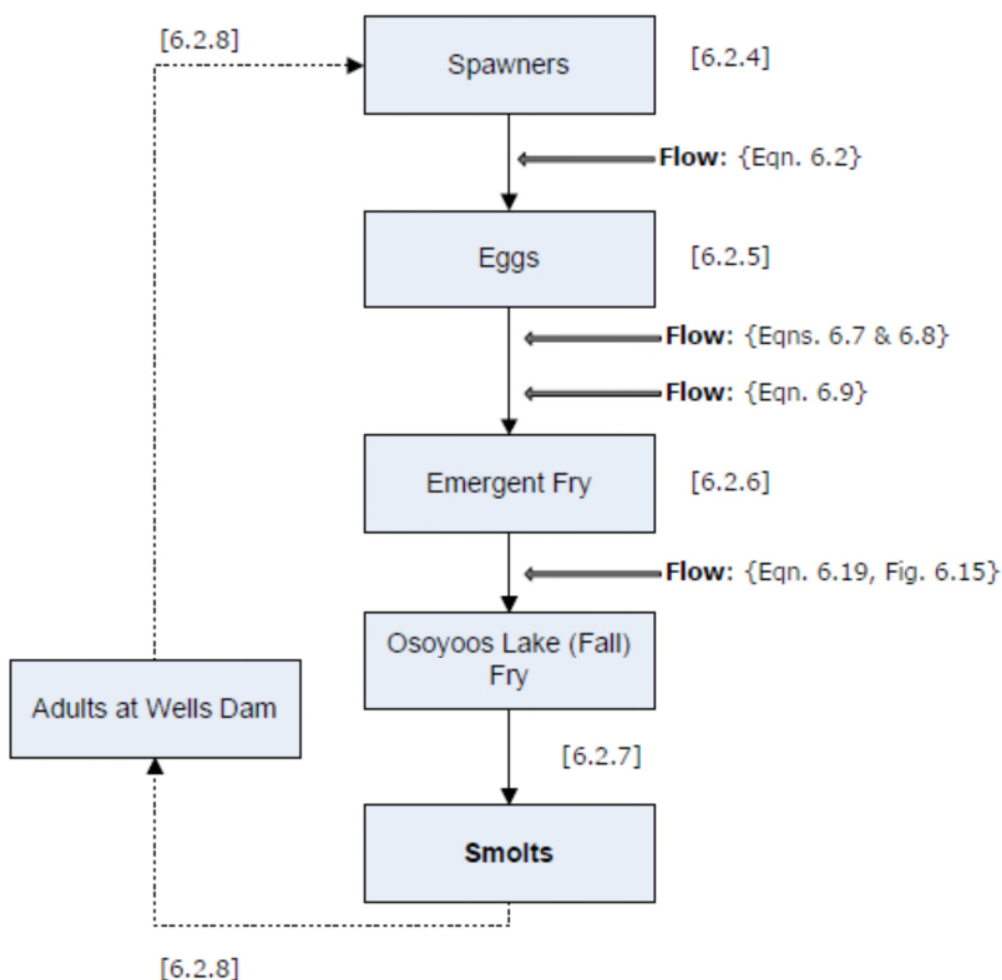 [6.2.8]
Spawners
[6.2.4]
Flow: {Eqn. 6.2}
Eggs
[6.2.5]
Flow: {Eqns. 6.7 & 6.8}
Flow: {Eqn. 6.9}
Emergent Fry
[6.2.6]
Flow: {Eqn. 6.19, Fig. 6.15}
Osoyoos Lake (Fall)
Fry
Adults at Wells Dam
[6.2.7]
Smolts
[6.2.8]